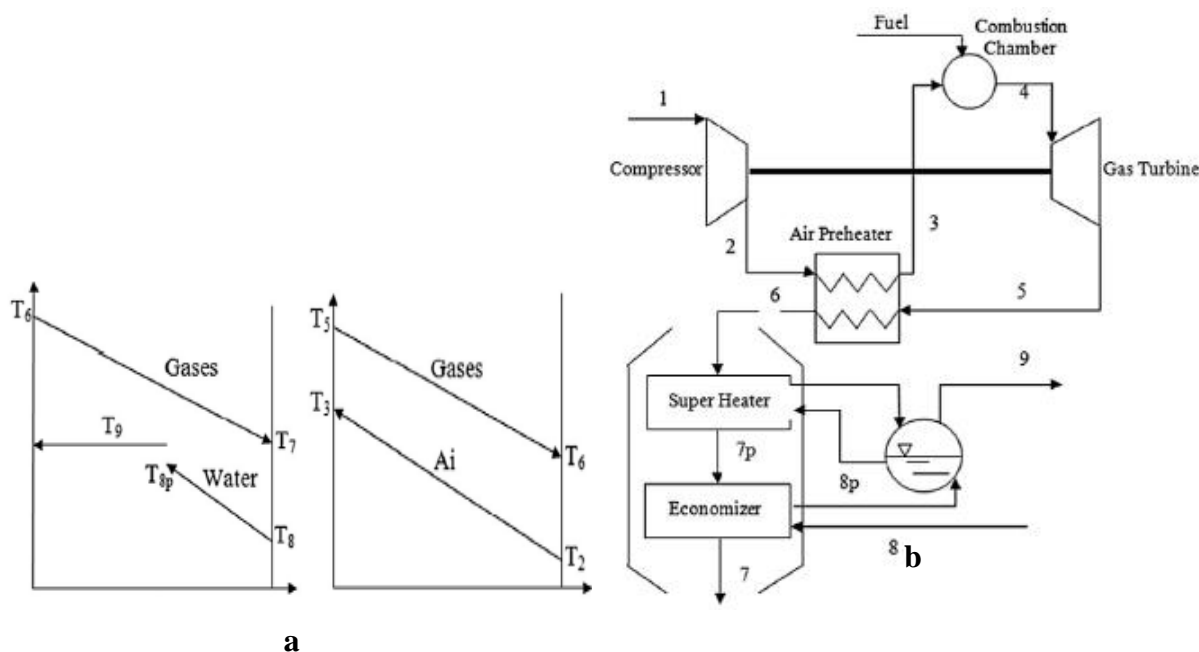 T6
Gases
T9
T7
T8p
Water
T8
T5
Gases
T3
Ai
T6
T2
a
Fuel
Combustion
Chamber
1
4
Compressor
Gas Turbine
2
Air Preheater
3
6
5
Super Heater
9
7p
8p
Economizer
8
b
7